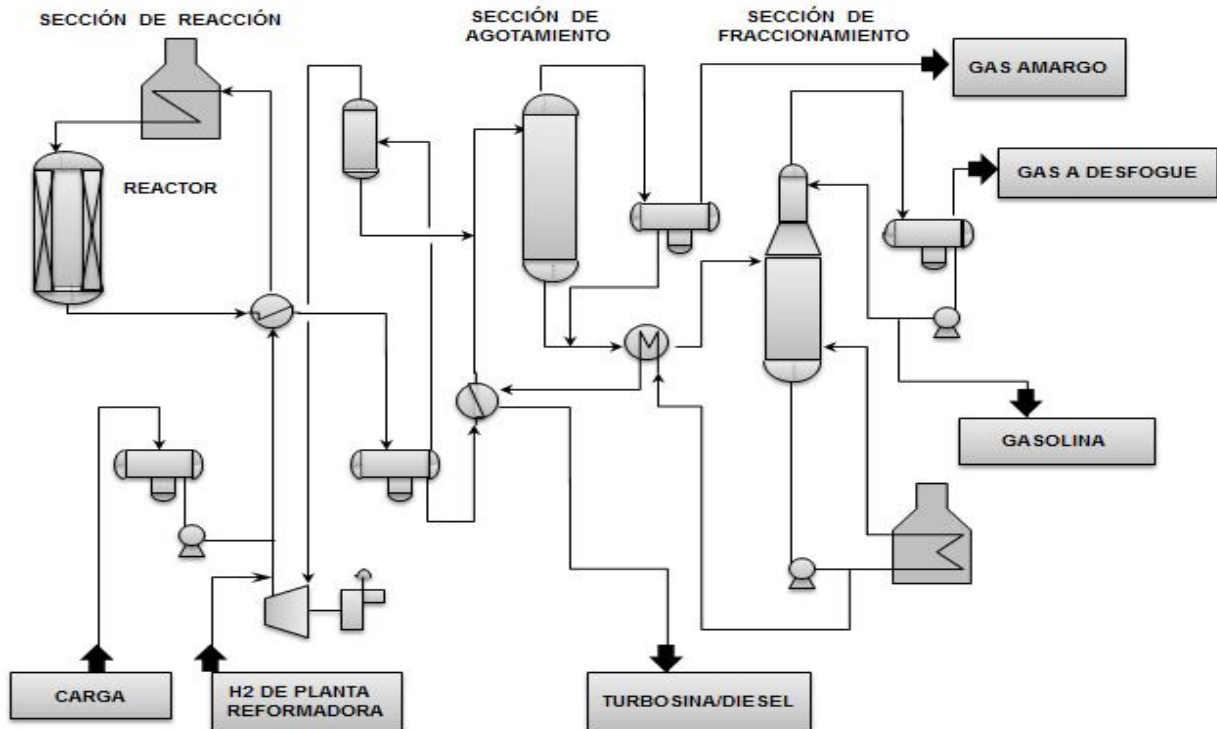 SECCIÓN DE REACCIÓN
SECCIÓN DE
AGOTAMIENTO
SECCIÓN DE
FRACCIONAMIENTO
GAS AMARGO
GAS A DESFOGUE
REACTOR
GASOLINA
CARGA
H2 DE PLANTA
REFORMADORA
TURBOSINA/DIESEL